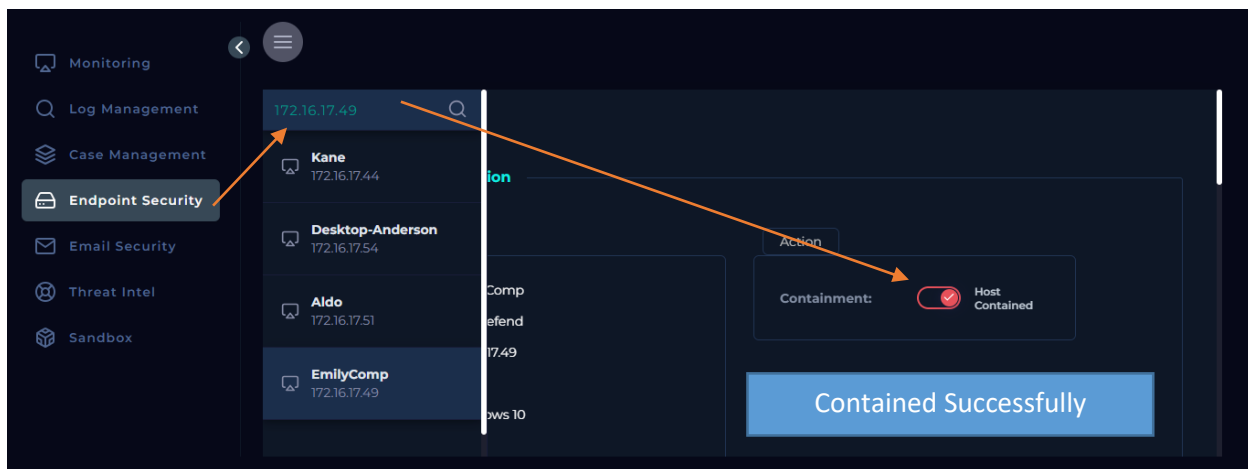 Monitoring
Log Management
Case Management
Endpoint Security
Email Security
Threat Intel
Sandbox
172.16.17.49
Kane
172.16.17.44
Desktop-Anderson
172.16.17.54
Aldo
172.16.17.51
EmilyComp
172.16.17.49
ion
Comp
efend
17.49
ows 10
Action
Containment:
Host
Contained
Contained Successfully